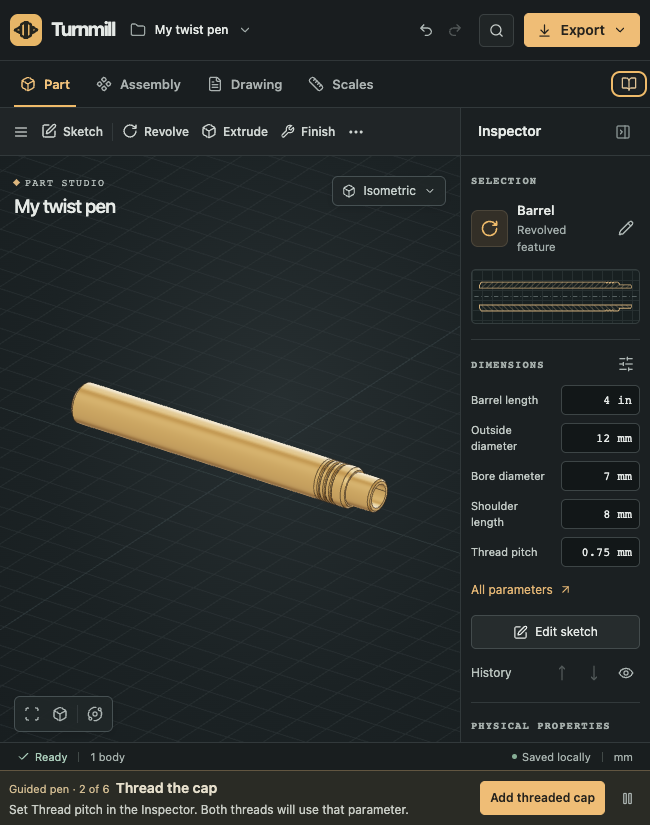 Turnmill
My twist pen
Export
Part
Assembly
Drawing
Scales
Sketch
Revolve
Extrude
Finish
Inspector
PART STUDIO
My twist pen
Isometric
SELECTION
Barrel
Revolved
feature
DIMENSIONS
Barrel length
4 in
Outside
diameter
12 mm
Bore diameter
7 mm
Shoulder
length
8 mm
Thread pitch
0.75 mm
All parameters
Edit sketch
History
PHYSICAL PROPERTIES
Ready
1 body
Saved locally
mm
Guided pen · 2 of 6 Thread the cap
Set Thread pitch in the Inspector. Both threads will use that parameter.
Add threaded cap